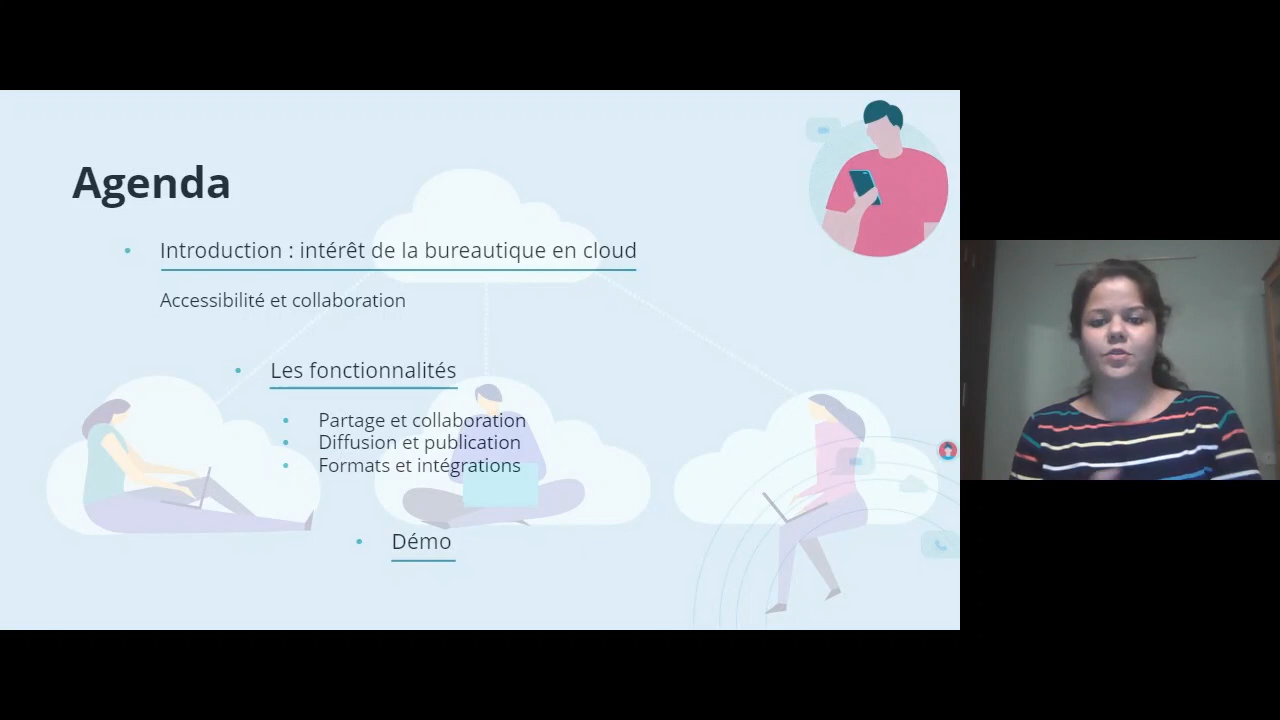 Agenda
• Introduction : intérêt de la bureautique en cloud
Accessibilité et collaboration
• Les fonctionnalités
• Partage et collaboration
• Diffusion et publication
• Formats et intégrations
• Démo